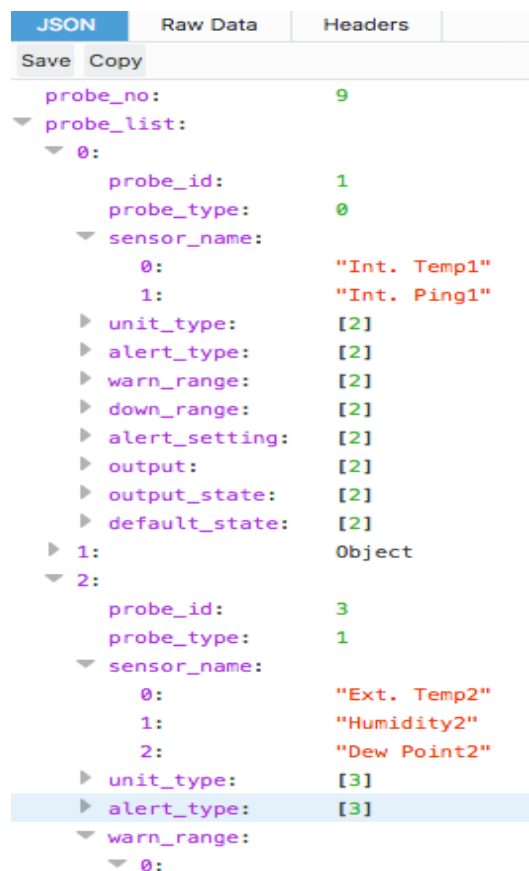 JSON Raw Data Headers
Save Copy
probe_no: 9
probe_list:
0:
probe_id: 1
probe_type: 0
sensor_name:
0: "Int. Temp1"
1: "Int. Ping1"
unit_type: [2]
alert_type: [2]
warn_range: [2]
down_range: [2]
alert_setting: [2]
output: [2]
output_state: [2]
default_state: [2]
1: Object
2:
probe_id: 3
probe_type: 1
sensor_name:
0: "Ext. Temp2"
1: "Humidity2"
2: "Dew Point2"
unit_type: [3]
alert_type: [3]
warn_range:
0: